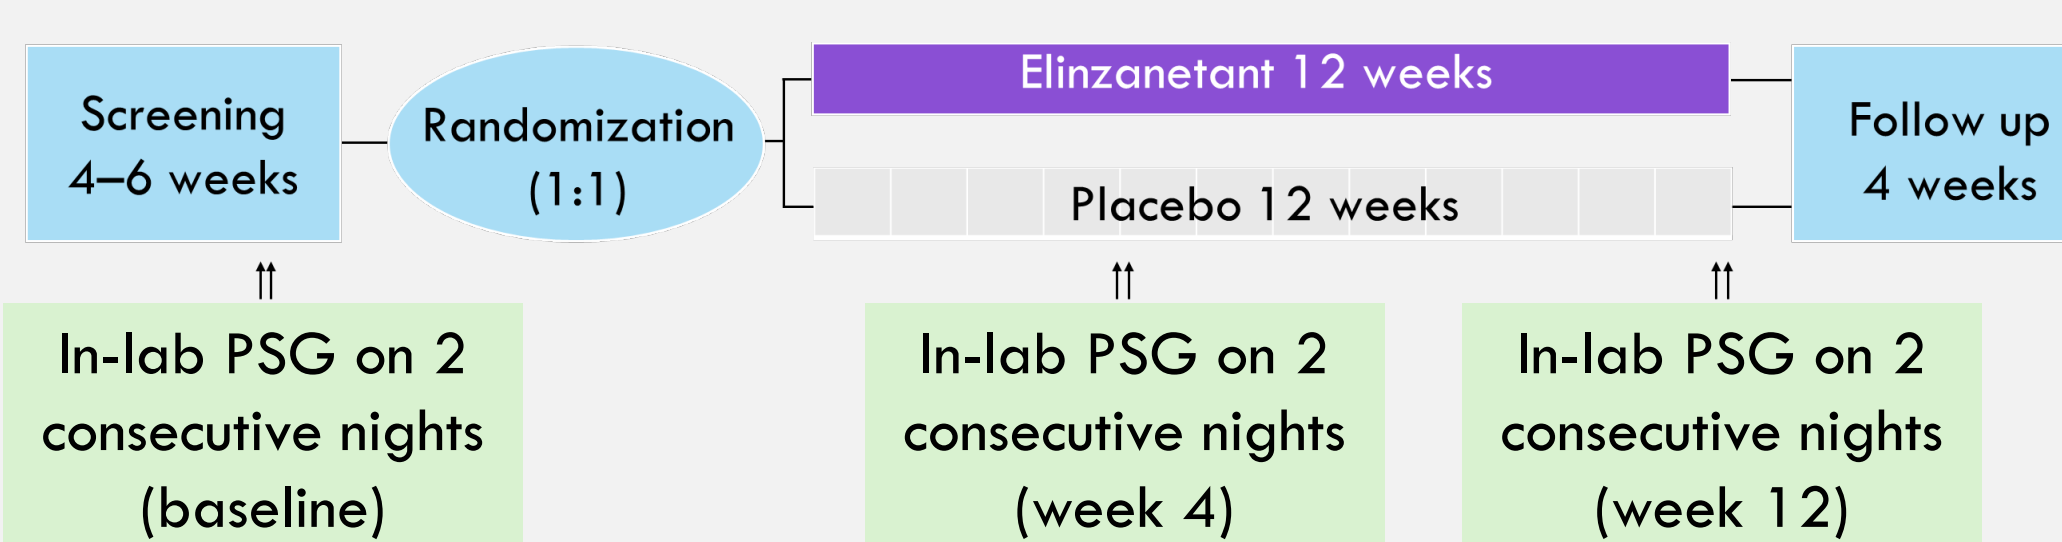 Screening
4–6 weeks
Randomization
(1:1)
Elinzanetant 12 weeks
Placebo 12 weeks
Follow up
4 weeks
In-lab PSG on 2
consecutive nights
(baseline)
In-lab PSG on 2
consecutive nights
(week 4)
In-lab PSG on 2
consecutive nights
(week 12)